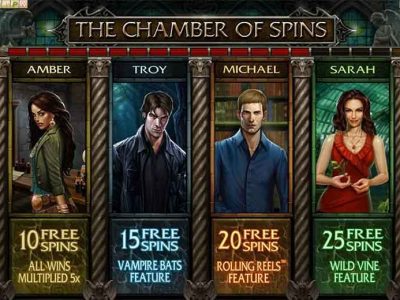 THE CHAMBER OF SPINS
AMBER
TROY
MICHAEL
SARAH
10 FREE
SPINS
ALL WINS
MULTIPLIED 5x
15 FREE
SPINS
VAMPIRE BATS
FEATURE
20 FREE
SPINS
ROLLING REELS™
FEATURE
25 FREE
SPINS
WILD VINE
FEATURE